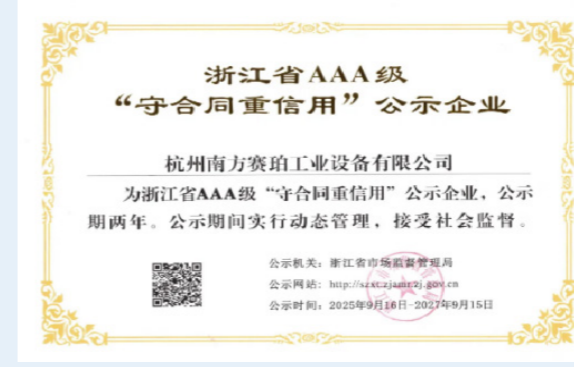 浙江省AAA级
“守合同重信用”公示企业
杭州南方赛珀工业设备有限公司
为浙江省AAA级“守合同重信用”公示企业，公示
期两年。公示期间实行动态管理，接受社会监督。
公示机关：浙江省市场监督管理局
公示网站：http://szxt.zjamr.zj.gov.cn
公示时间：2025年9月16日-2027年9月15日